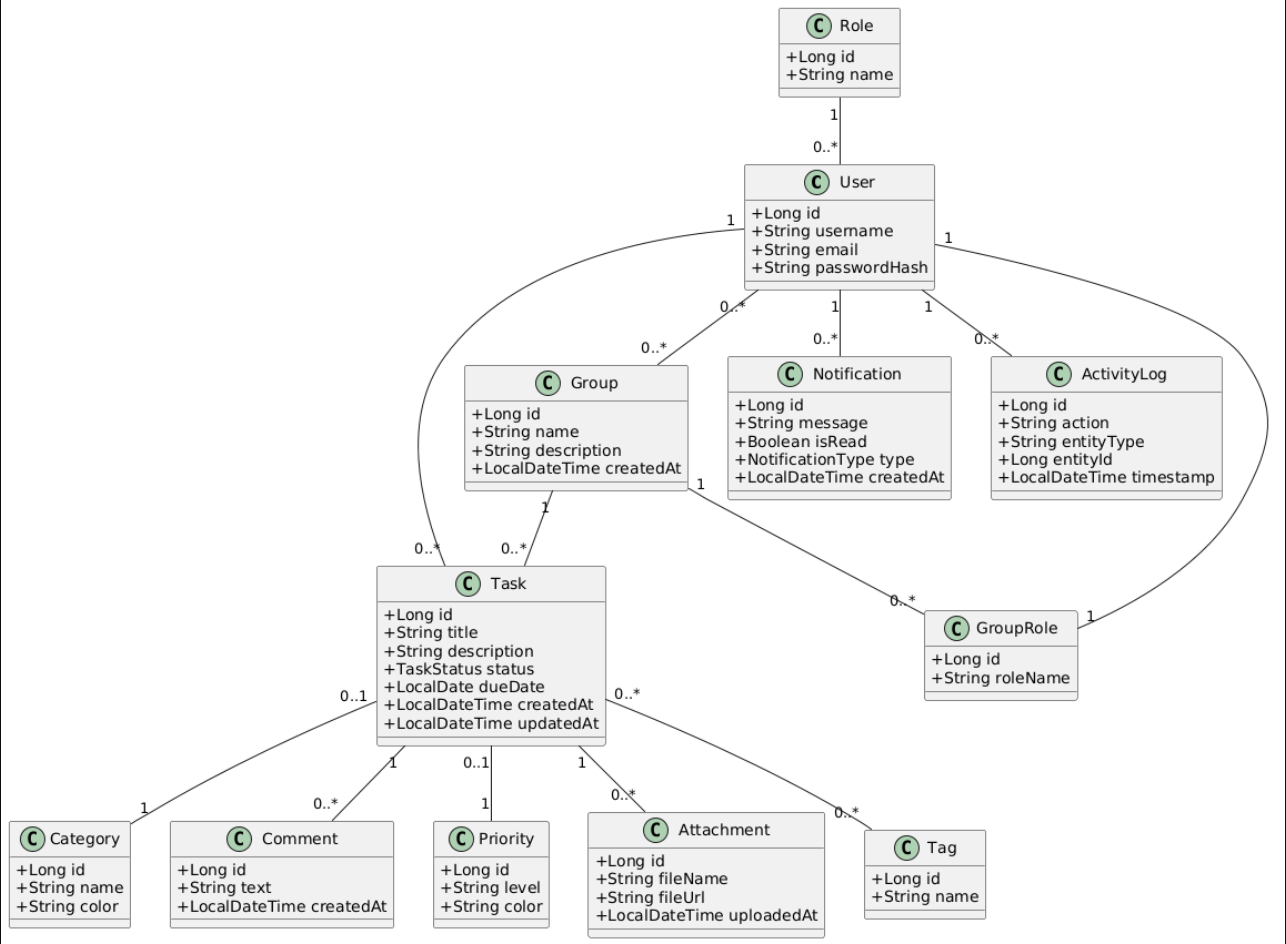 C Role
+Long id
+String name
1
0..*
C User
+Long id
+String username
+String email
+String passwordHash
1
1
0..*
1
1
0..*
0..*
0..*
C Group
+Long id
+String name
+String description
+LocalDateTime createdAt
C Notification
+Long id
+String message
+Boolean isRead
+NotificationType type
+LocalDateTime createdAt
C ActivityLog
+Long id
+String action
+String entityType
+Long entityId
+LocalDateTime timestamp
1
1
0..*
0..*
0..*
1
C Task
+Long id
+String title
+String description
+TaskStatus status
+LocalDate dueDate
+LocalDateTime createdAt
+LocalDateTime updatedAt
C GroupRole
+Long id
+String roleName
0..1
0..*
1
0..1
1
1
0..*
1
0..*
0..*
C Category
+Long id
+String name
+String color
C Comment
+Long id
+String text
+LocalDateTime createdAt
C Priority
+Long id
+String level
+String color
C Attachment
+Long id
+String fileName
+String fileUrl
+LocalDateTime uploadedAt
C Tag
+Long id
+String name